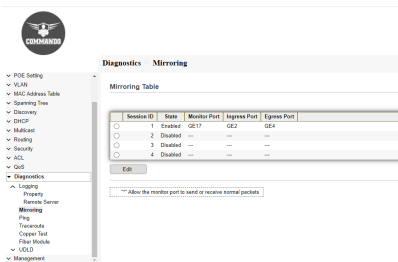 COMMANDO
Diagnostics Mirroring
POE Setting
VLAN
MAC Address Table
Spanning Tree
Discovery
DHCP
Multicast
Routing
Security
ACL
QoS
Diagnostics
Logging
Property
Remote Server
Mirroring
Ping
Traceroute
Copper Test
Fiber Module
UDLD
Management
Mirroring Table
Session ID State Monitor Port Ingress Port Egress Port
1 Enabled GE17 GE2 GE4
2 Disabled --- --- ---
3 Disabled --- --- ---
4 Disabled --- --- ---
Edit
"*" Allow the monitor port to send or receive normal packets